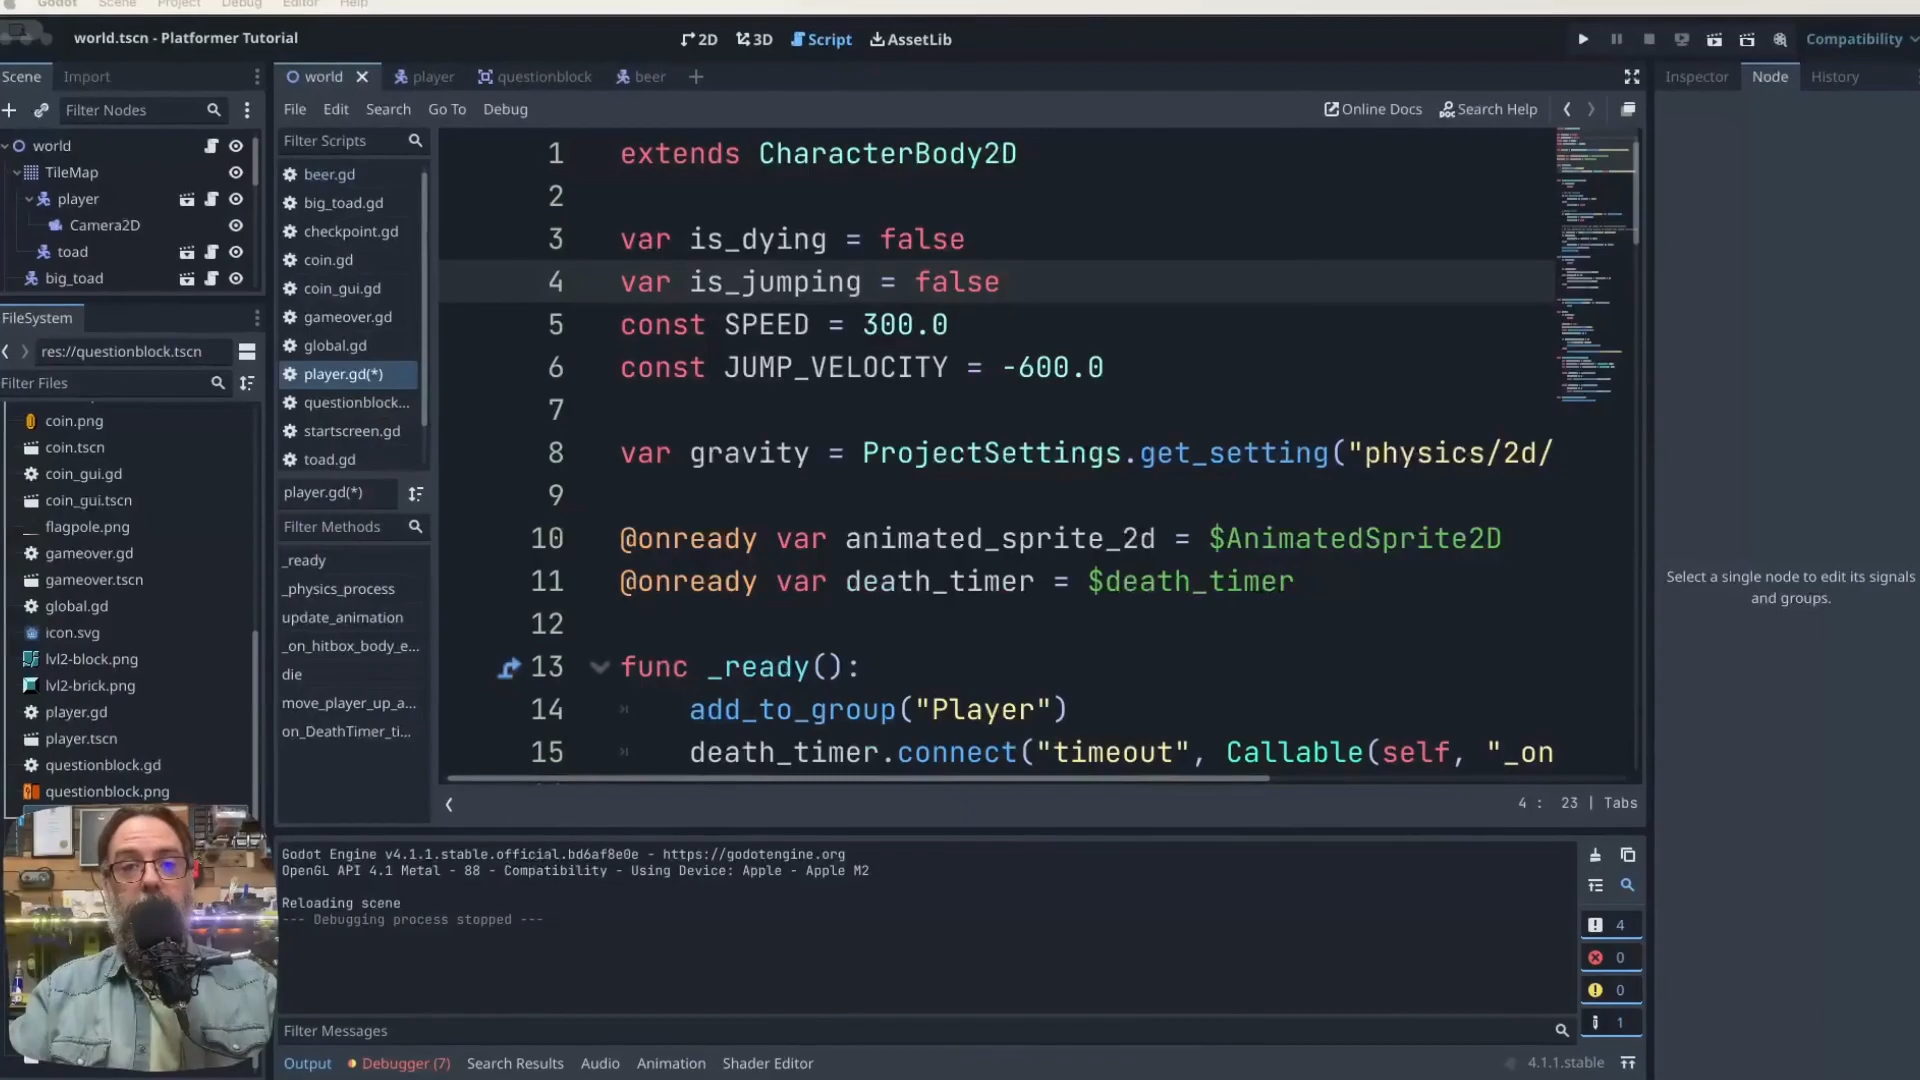 Godot Scene Project Debug Editor Help
world.tscn - Platformer Tutorial
2D 3D Script AssetLib
Compatibility
Scene Import
world player questionblock beer
Inspector Node History
Filter Nodes
File Edit Search Go To Debug
Online Docs Search Help
world
TileMap
player
Camera2D
toad
big_toad
FileSystem
res://questionblock.tscn
Filter Files
coin.png
coin.tscn
coin_gui.gd
coin_gui.tscn
flagpole.png
gameover.gd
gameover.tscn
global.gd
icon.svg
lvl2-block.png
lvl2-brick.png
player.gd
player.tscn
questionblock.gd
questionblock.png
Filter Scripts
beer.gd
big_toad.gd
checkpoint.gd
coin.gd
coin_gui.gd
gameover.gd
global.gd
player.gd(*)
questionblock...
startscreen.gd
toad.gd
player.gd(*)
Filter Methods
_ready
_physics_process
update_animation
_on_hitbox_body_e...
die
move_player_up_a...
on_DeathTimer_ti...
1 extends CharacterBody2D
2
3 var is_dying = false
4 var is_jumping = false
5 const SPEED = 300.0
6 const JUMP_VELOCITY = -600.0
7
8 var gravity = ProjectSettings.get_setting("physics/2d/
9
10 @onready var animated_sprite_2d = $AnimatedSprite2D
11 @onready var death_timer = $death_timer
12
13 func _ready():
14 add_to_group("Player")
15 death_timer.connect("timeout", Callable(self, "_on
4 : 23 | Tabs
Select a single node to edit its signals
and groups.
Godot Engine v4.1.1.stable.official.bd6af8e0e - https://godotengine.org
OpenGL API 4.1 Metal - 88 - Compatibility - Using Device: Apple - Apple M2
Reloading scene
--- Debugging process stopped ---
4
0
0
1
Filter Messages
Output Debugger (7) Search Results Audio Animation Shader Editor
4.1.1.stable